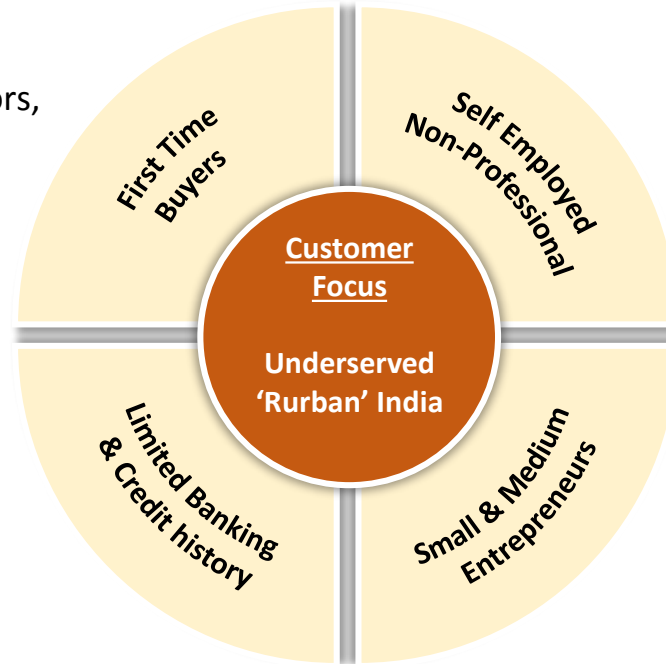 ors,
First Time
Buyers
Self Employed
Non-Professional
Customer
Focus
Underserved
‘Rurban’ India
Limited Banking
& Credit history
Small & Medium
Entrepreneurs